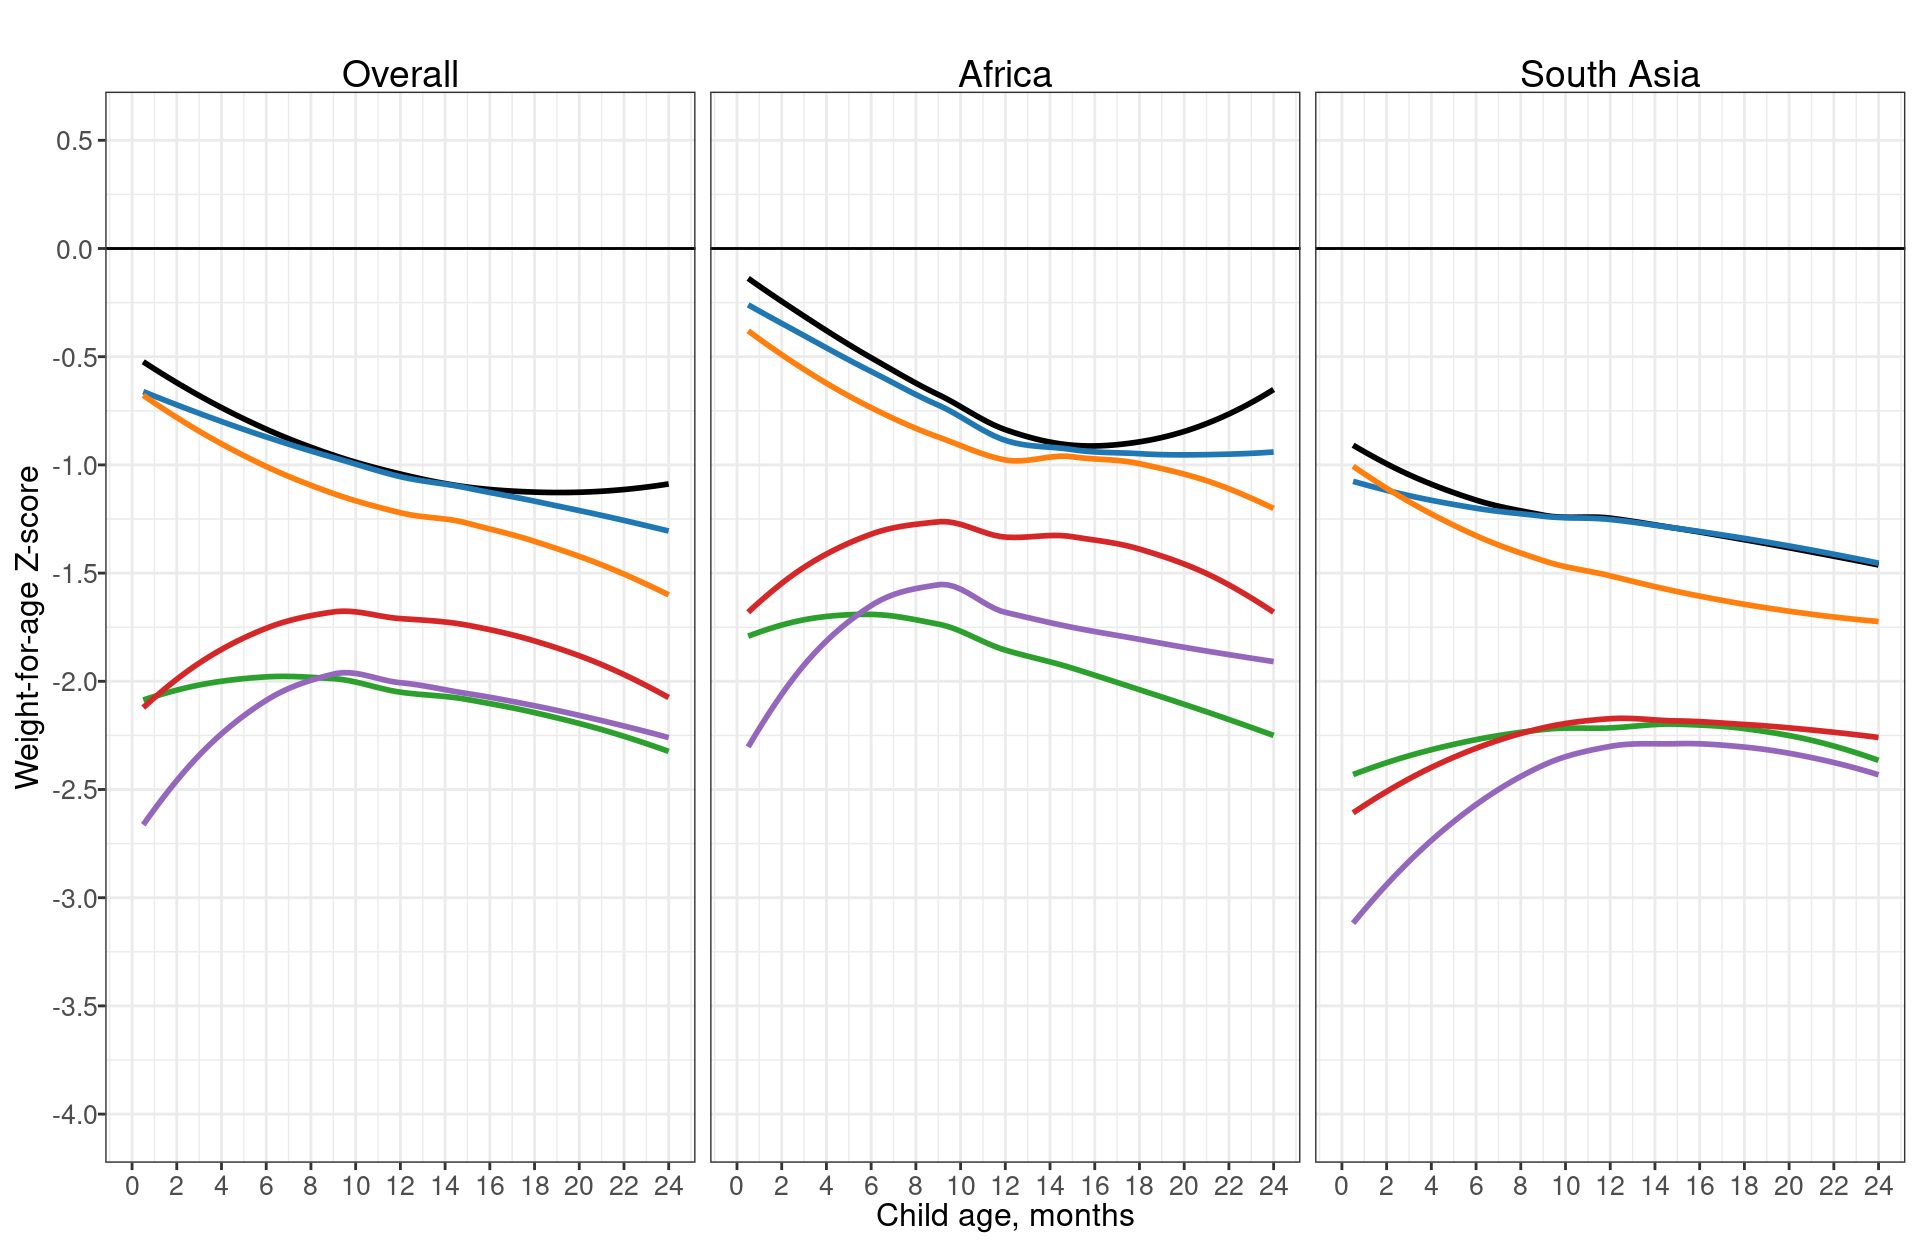 Overall Africa South Asia
Weight-for-age Z-score
0.5
0.0
-0.5
-1.0
-1.5
-2.0
-2.5
-3.0
-3.5
-4.0
0 2 4 6 8 10 12 14 16 18 20 22 24 0 2 4 6 8 10 12 14 16 18 20 22 24 0 2 4 6 8 10 12 14 16 18 20 22 24
Child age, months